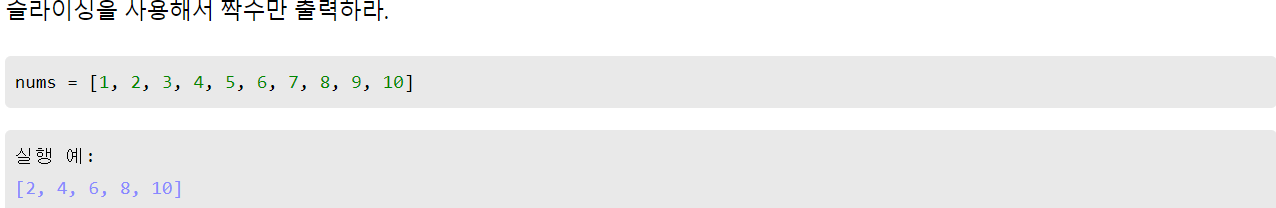 슬라이싱을 사용해서 짝수만 출력하라.
nums = [1, 2, 3, 4, 5, 6, 7, 8, 9, 10]
실행 예:
[2, 4, 6, 8, 10]